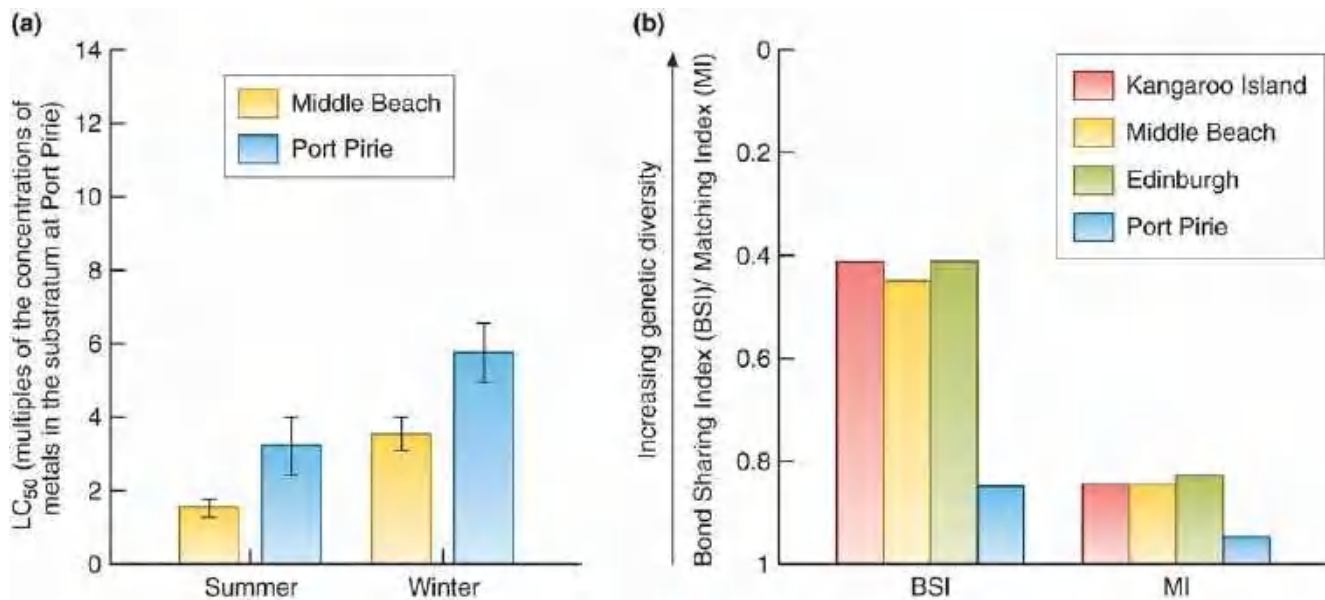 (a)
LC50 (multiples of the concentrations of
metals in the substratum at Port Pirie)
14
12
10
8
6
4
2
0
Middle Beach
Port Pirie
Summer
Winter
(b)
Increasing genetic diversity
Bond Sharing Index (BSI)/ Matching Index (MI)
0
0.2
0.4
0.6
0.8
1
Kangaroo Island
Middle Beach
Edinburgh
Port Pirie
BSI
MI